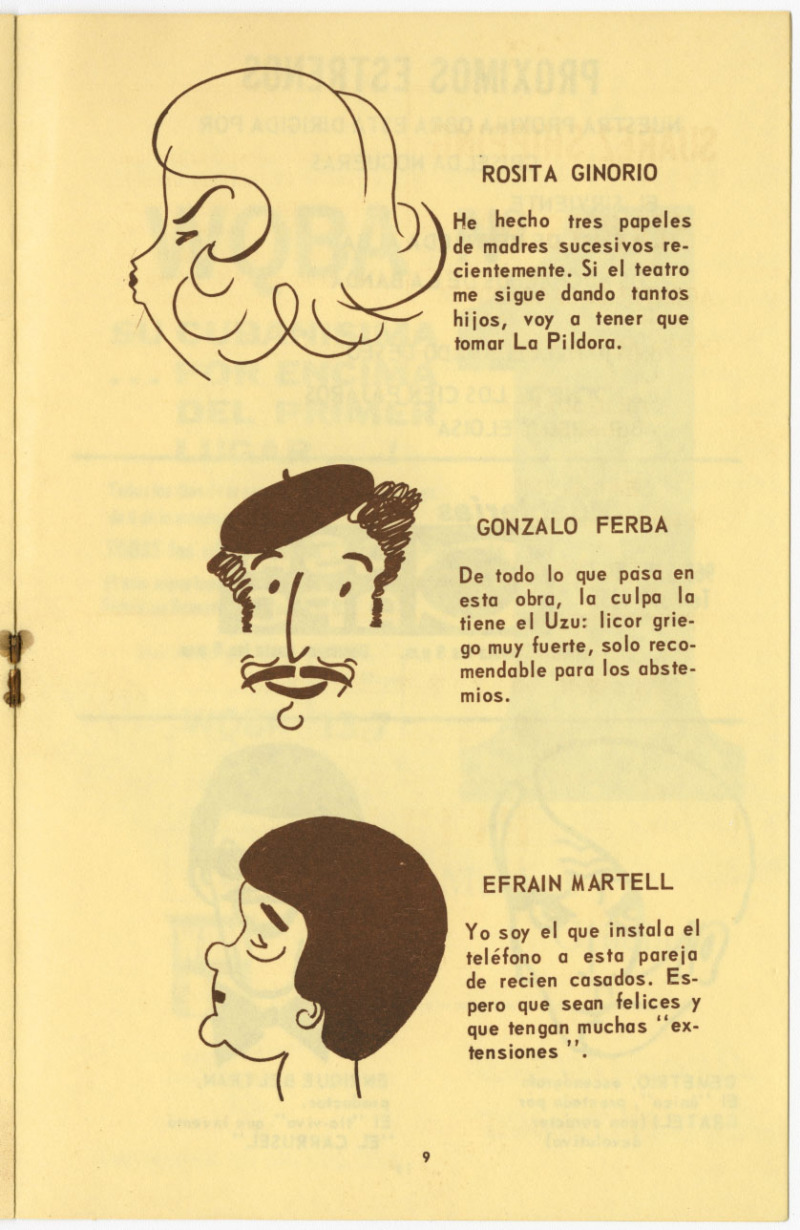 ROSITA GINORIO
He hecho tres papeles
de madres sucesivos re-
cientemente. Si el teatro
me sigue dando tantos
hijos, voy a tener que
tomar La Pildora.
GONZALO FERBA
De todo lo que pasa en
esta obra, la culpa la
tiene el Uzu: licor grie-
go muy fuerte, solo reco-
mendable para los abste-
mios.
EFRAIN MARTELL
Yo soy el que instala el
teléfono a esta pareja
de recien casados. Es-
pero que sean felices y
que tengan muchas "ex-
tensiones ".
9